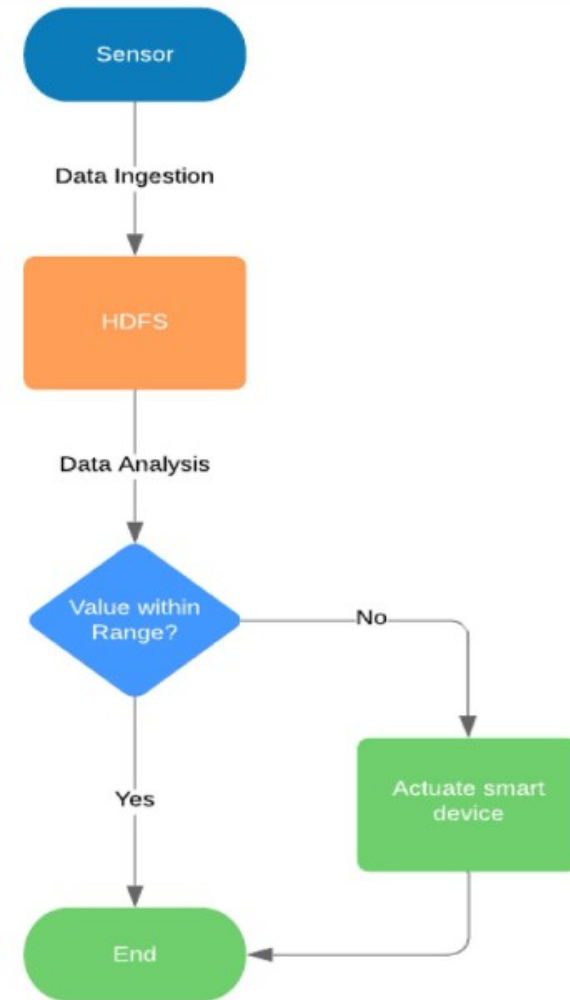 Sensor
Data Ingestion
HDFS
Data Analysis
Value within
Range?
No
Actuate smart
device
Yes
End